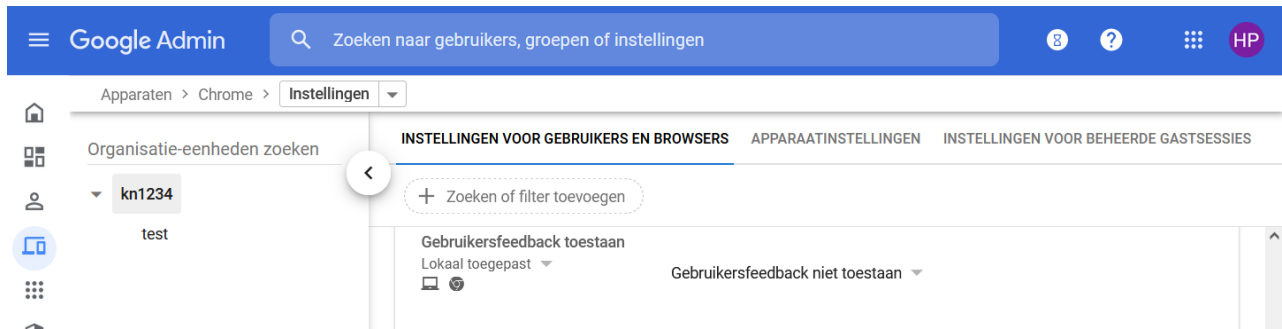 Google Admin
Zoeken naar gebruikers, groepen of instellingen
8
?
HP
Apparaten > Chrome > Instellingen
Organisatie-eenheden zoeken
kn1234
test
INSTELLINGEN VOOR GEBRUIKERS EN BROWSERS APPARAATINSTELLINGEN INSTELLINGEN VOOR BEHEERDE GASTSESSIES
+ Zoeken of filter toevoegen
Gebruikersfeedback toestaan
Lokaal toegepast
Gebruikersfeedback niet toestaan